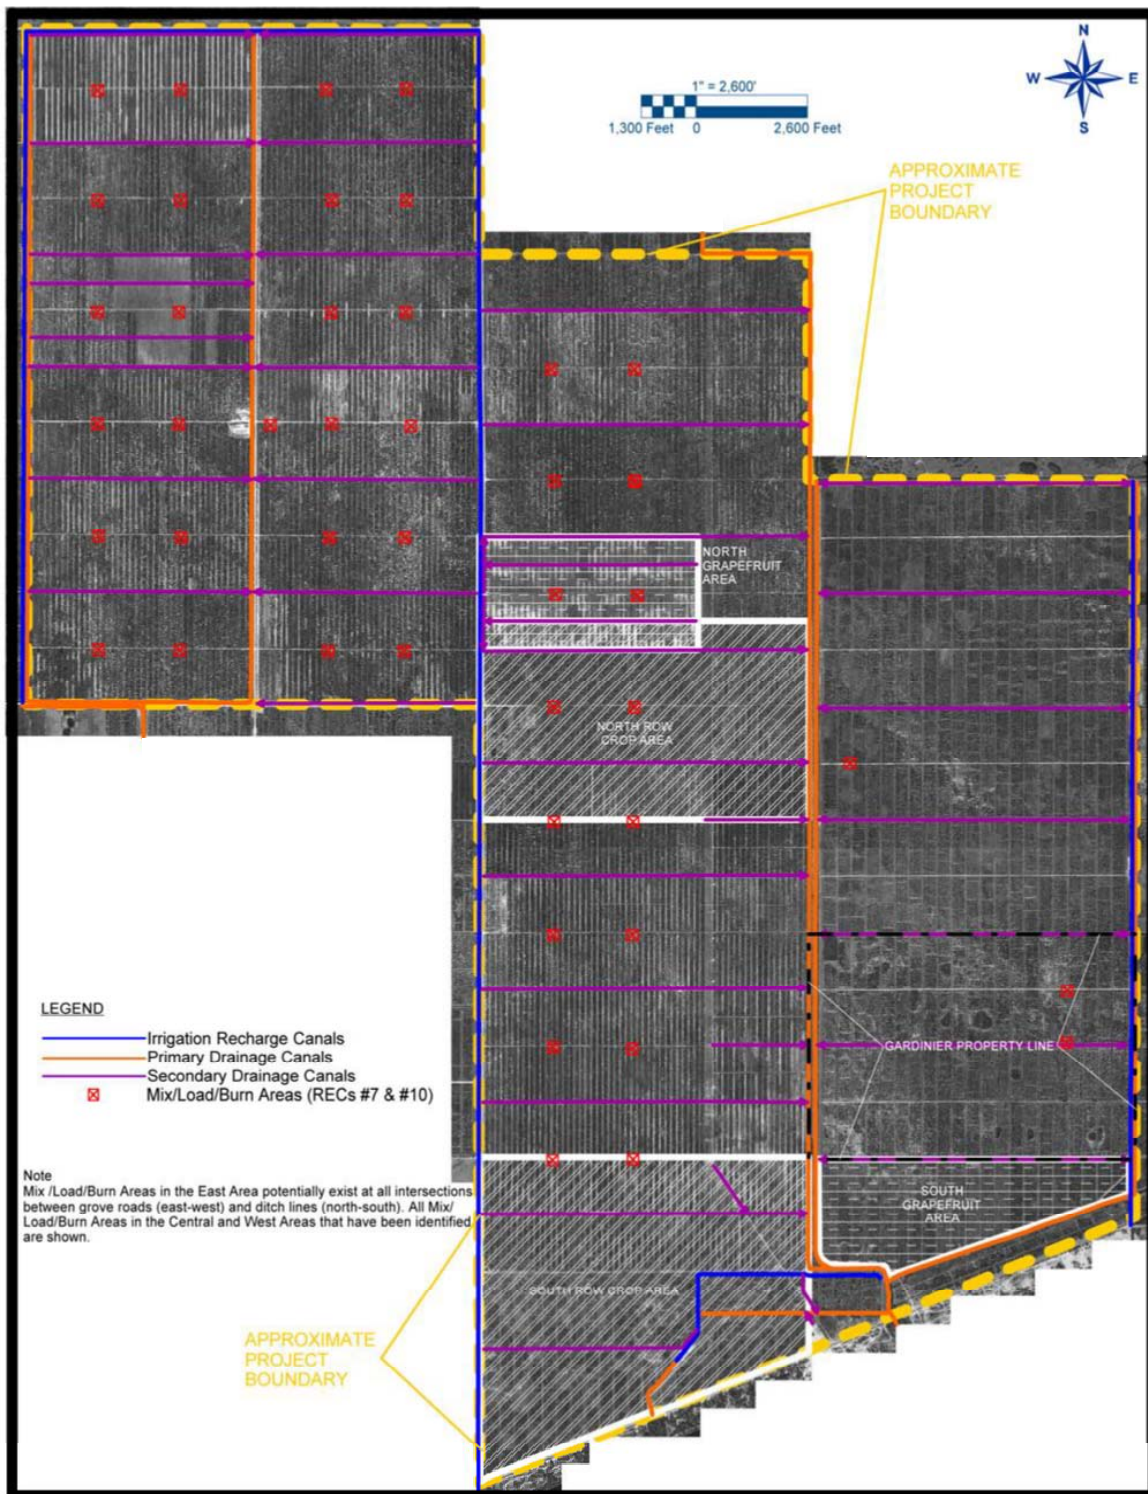 N
W
E
S
1" = 2,600'
1,300 Feet 0 2,600 Feet
APPROXIMATE
PROJECT
BOUNDARY
NORTH
GRAPEFRUIT
AREA
NORTH ROW
CROP AREA
GARDINIER PROPERTY LINE
LEGEND
Irrigation Recharge Canals
Primary Drainage Canals
Secondary Drainage Canals
Mix/Load/Burn Areas (RECs #7 & #10)
Note
Mix /Load/Burn Areas in the East Area potentially exist at all intersections
between grove roads (east-west) and ditch lines (north-south). All Mix/
Load/Burn Areas in the Central and West Areas that have been identified
are shown.
SOUTH
GRAPEFRUIT
AREA
SOUTH ROW CROP AREA
APPROXIMATE
PROJECT
BOUNDARY